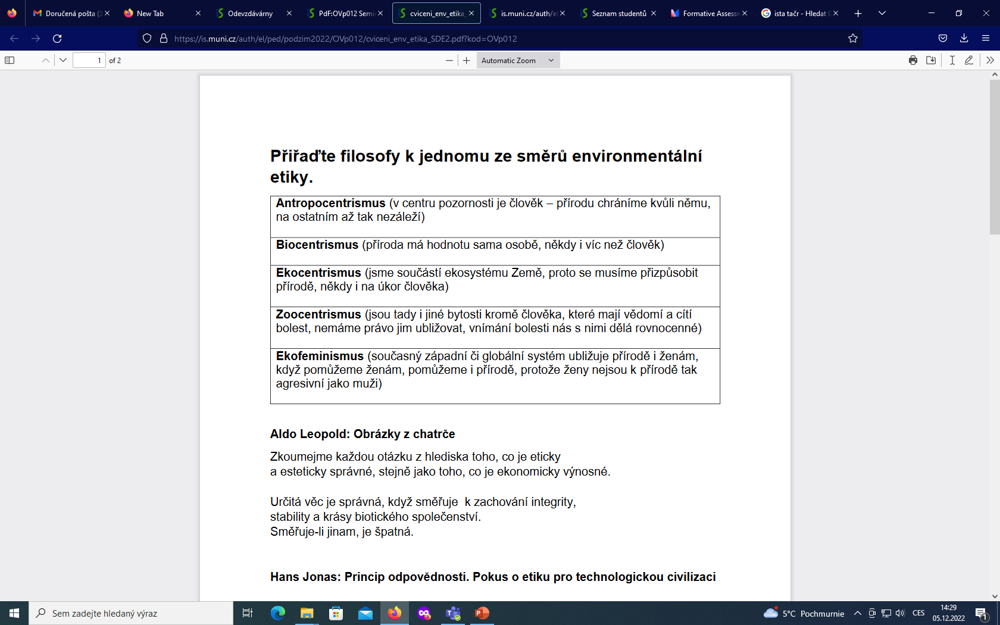 Doručená pošta (3
New Tab
Odevzdávárny
PdF:OVp012 Semin
cviceni_env_etika_
is.muni.cz/auth/el
Seznam studentů
Formative Assessm
ista tačr - Hledat G
https://is.muni.cz/auth/el/ped/podzim2022/OVp012/cviceni_env_etika_SDE2.pdf?kod=OVp012
1 of 2
Automatic Zoom
Přiřaďte filosofy k jednomu ze směrů environmentální
etiky.
Antropocentrismus (v centru pozornosti je člověk – přírodu chráníme kvůli němu,
na ostatním až tak nezáleží)
Biocentrismus (příroda má hodnotu sama osobě, někdy i víc než člověk)
Ekocentrismus (jsme součástí ekosystému Země, proto se musíme přizpůsobit
přírodě, někdy i na úkor člověka)
Zoocentrismus (jsou tady i jiné bytosti kromě člověka, které mají vědomí a cítí
bolest, nemáme právo jim ubližovat, vnímání bolesti nás s nimi dělá rovnocenné)
Ekofeminismus (současný západní či globální systém ubližuje přírodě i ženám,
když pomůžeme ženám, pomůžeme i přírodě, protože ženy nejsou k přírodě tak
agresivní jako muži)
Aldo Leopold: Obrázky z chatrče
Zkoumejme každou otázku z hlediska toho, co je eticky
a esteticky správné, stejně jako toho, co je ekonomicky výnosné.
Určitá věc je správná, když směřuje  k zachování integrity,
stability a krásy biotického společenství.
Směřuje-li jinam, je špatná.
Hans Jonas: Princip odpovědnosti. Pokus o etiku pro technologickou civilizaci
Sem zadejte hledaný výraz
5°C Pochmurnie
CES
14:29
05.12.2022
1